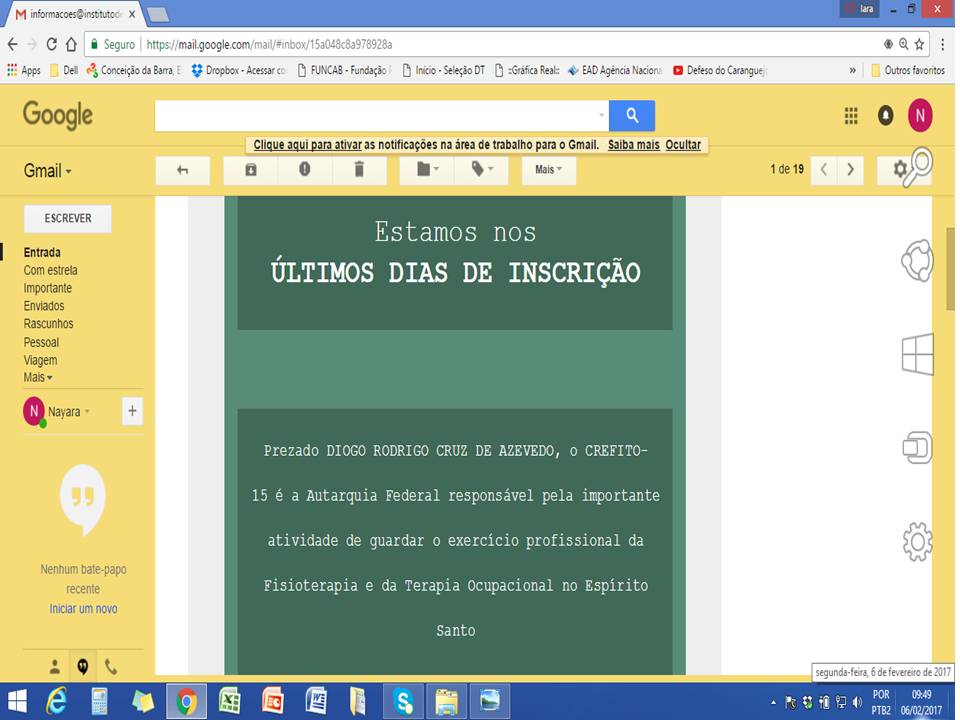 informacoes@institutode
Iara
Seguro https://mail.google.com/mail/#inbox/15a048c8a978928a
Apps Dell Conceição da Barra, E Dropbox - Acessar co FUNCAB - Fundação Início - Seleção DT ::Gráfica Real:: EAD Agência Naciona Defeso do Caranguej » Outros favoritos
Google
N
Clique aqui para ativar as notificações na área de trabalho para o Gmail. Saiba mais Ocultar
Gmail
Mais
1 de 19
ESCREVER
Entrada
Com estrela
Importante
Enviados
Rascunhos
Pessoal
Viagem
Mais
N Nayara +
Nenhum bate-papo
recente
Iniciar um novo
Estamos nos
ÚLTIMOS DIAS DE INSCRIÇÃO
Prezado DIOGO RODRIGO CRUZ DE AZEVEDO, o CREFITO-
15 é a Autarquia Federal responsável pela importante
atividade de guardar o exercício profissional da
Fisioterapia e da Terapia Ocupacional no Espírito
Santo
segunda-feira, 6 de fevereiro de 2017
POR
PTB2
09:49
06/02/2017